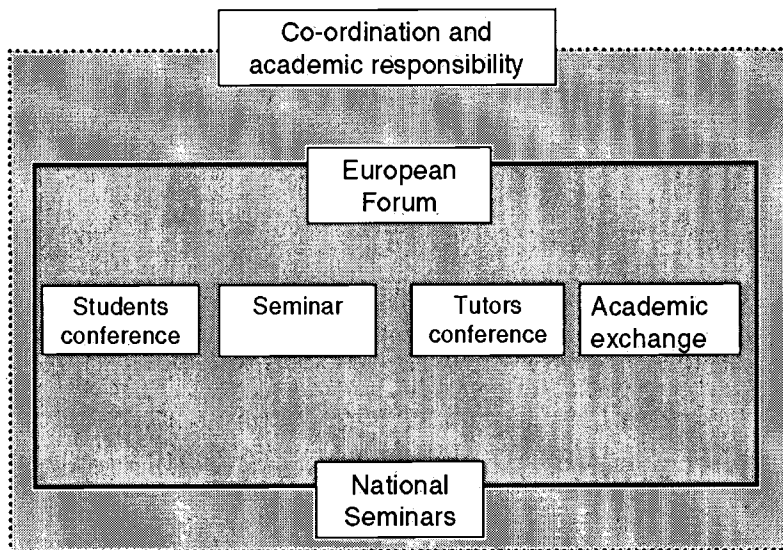 Co-ordination and
academic responsibility
European
Forum
Students
conference
Seminar
Tutors
conference
Academic
exchange
National
Seminars